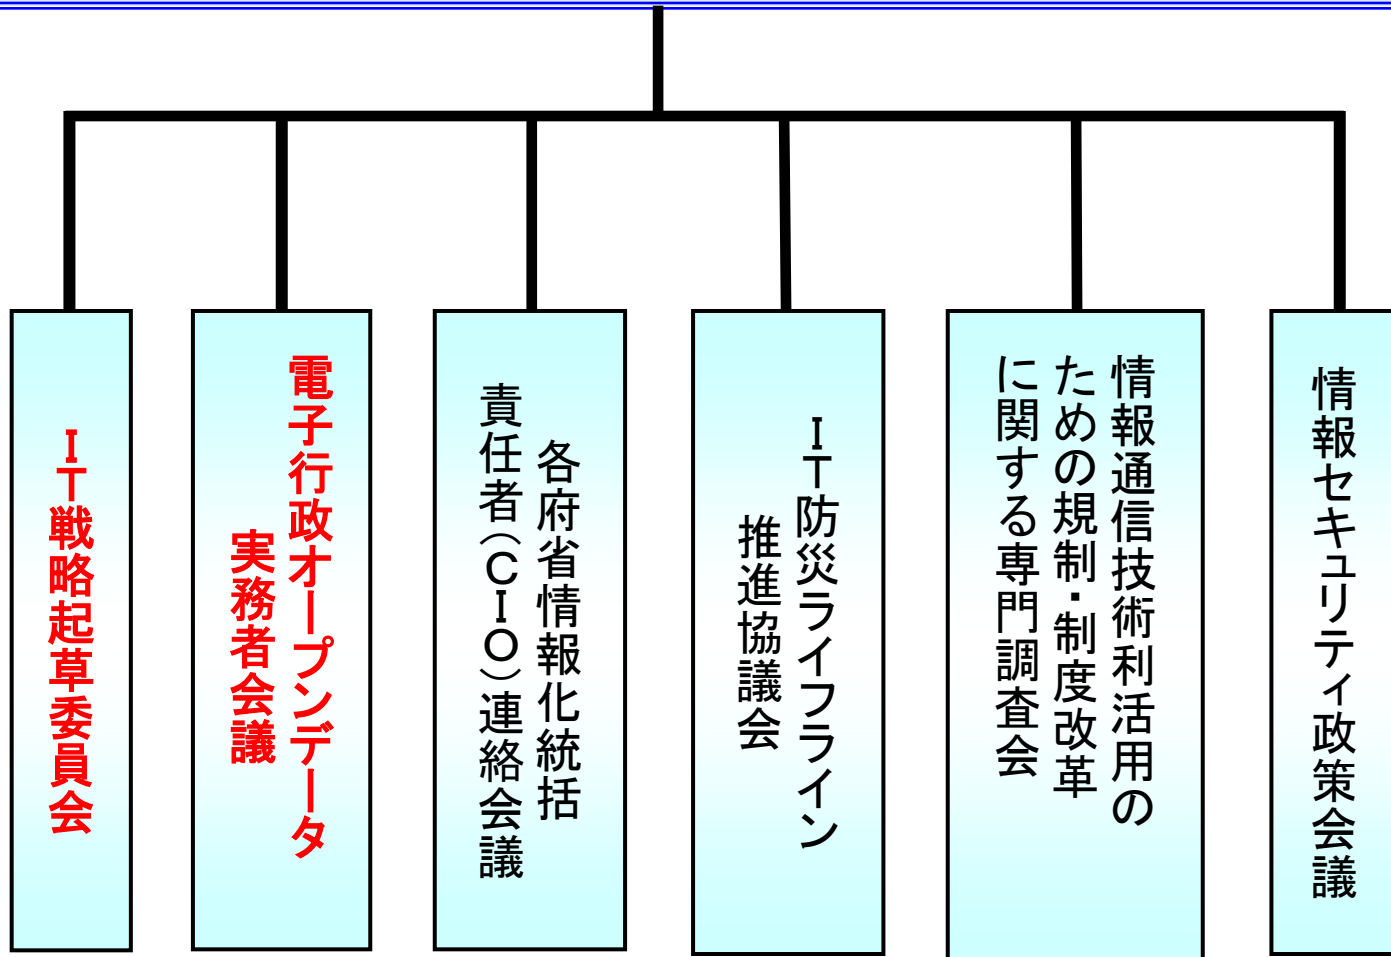 ＩＴ戦略起草委員会
電子行政オープンデータ
実務者会議
各府省情報化統括
責任者（ＣＩＯ）連絡会議
ＩＴ防災ライフライン
推進協議会
情報通信技術利活用の
ための規制・制度改革
に関する専門調査会
情報セキュリティ政策会議